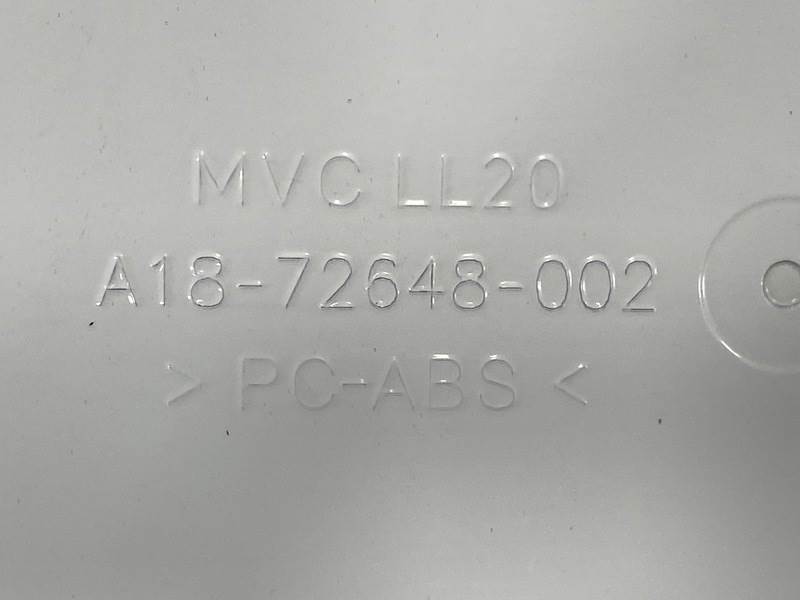 MVC LL20
A18-72648-002
> PC-ABS <